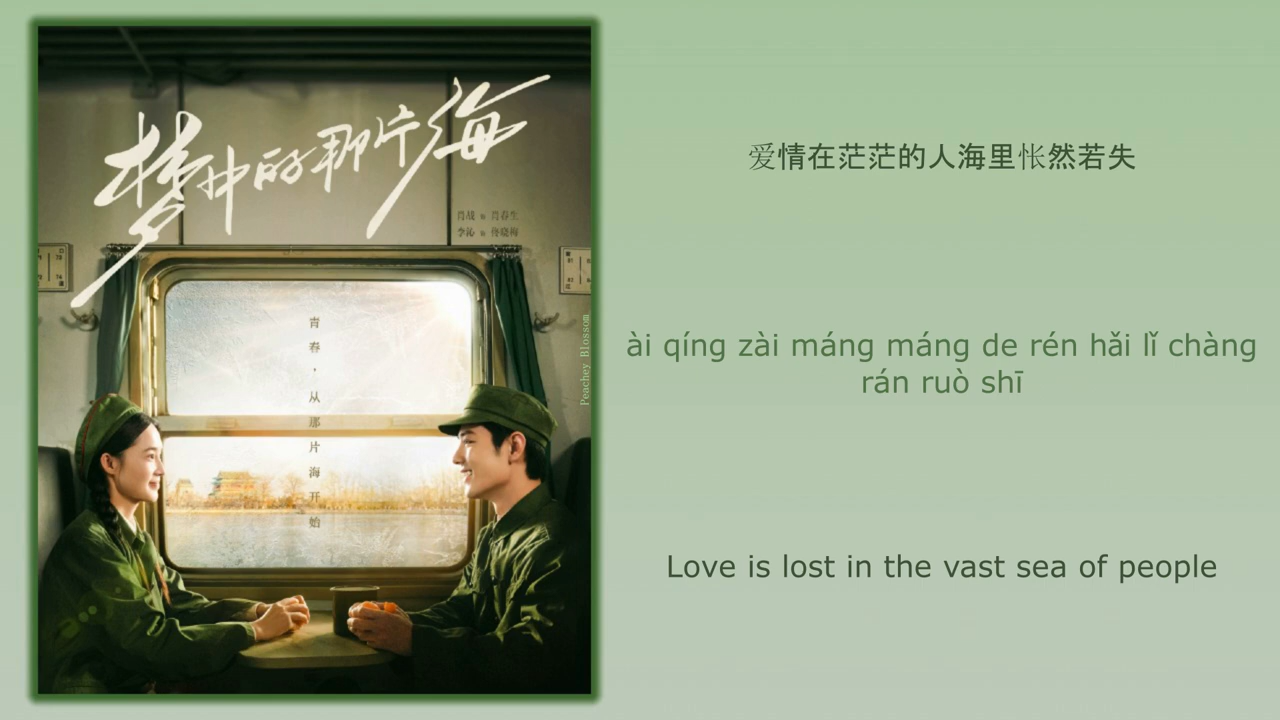 梦中的那片海
肖战 饰 肖春生
李沁 饰 佟晓梅
青春，从那片海开始
Peachey Blossom
爱情在茫茫的人海里怅然若失
ài qíng zài máng máng de rén hǎi lǐ chàng
rán ruò shī
Love is lost in the vast sea of people